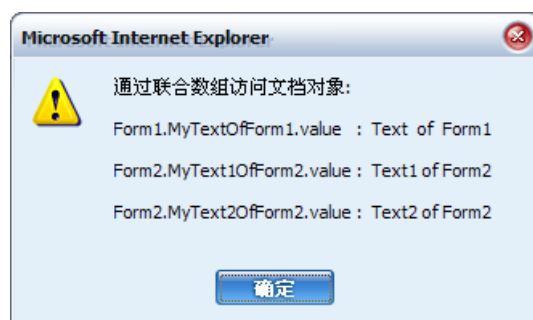 Microsoft Internet Explorer
通过联合数组访问文档对象:
Form1.MyTextOfForm1.value : Text of Form1
Form2.MyText1OfForm2.value : Text1 of Form2
Form2.MyText2OfForm2.value : Text2 of Form2
确定